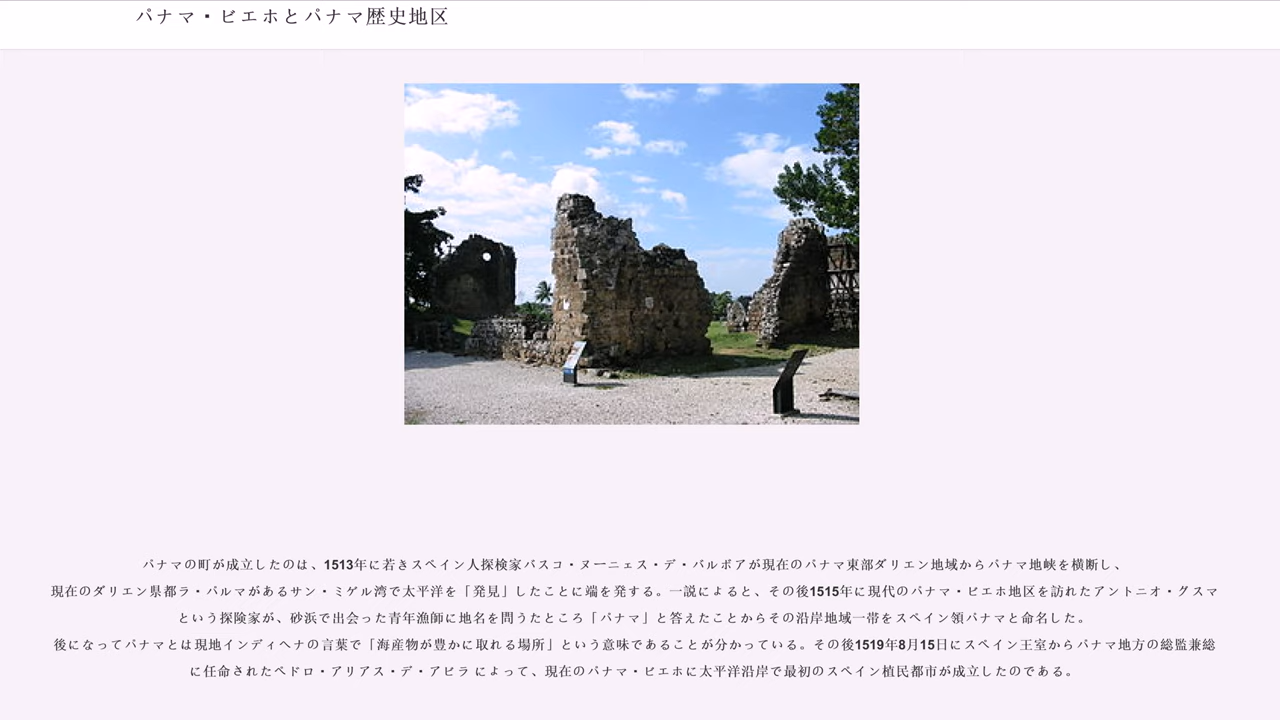 パナマ・ビエホとパナマ歴史地区
パナマの町が成立したのは、1513年に若きスペイン人探検家バスコ・ヌーニェス・デ・バルボアが現在のパナマ東部ダリエン地域からパナマ地峡を横断し、
現在のダリエン県都ラ・パルマがあるサン・ミゲル湾で太平洋を「発見」したことに端を発する。一説によると、その後1515年に現代のパナマ・ビエホ地区を訪れたアントニオ・グスマ
という探険家が、砂浜で出会った青年漁師に地名を問うたところ「パナマ」と答えたことからその沿岸地域一帯をスペイン領パナマと命名した。
後になってパナマとは現地インディヘナの言葉で「海産物が豊かに取れる場所」という意味であることが分かっている。その後1519年8月15日にスペイン王室からパナマ地方の総監兼総
に任命されたペドロ・アリアス・デ・アビラ によって、現在のパナマ・ビエホに太平洋沿岸で最初のスペイン植民都市が成立したのである。